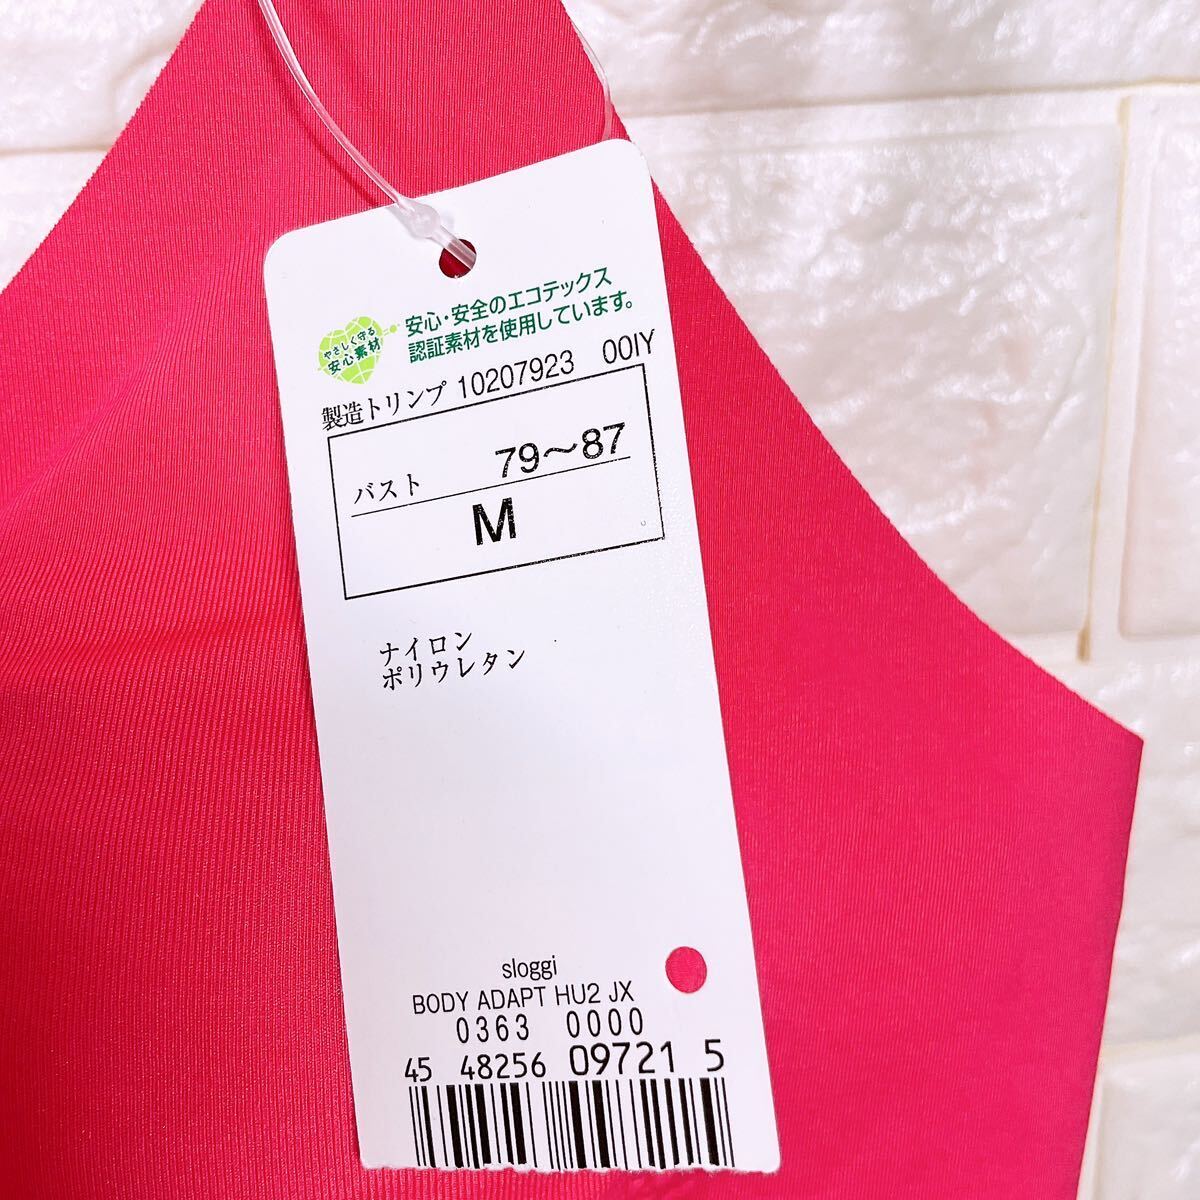 安心・安全のエコテックス
認証素材を使用しています。
やさしく守る
安心素材
製造トリンプ 10207923 00IY
バスト 79〜87
M
ナイロン
ポリウレタン
sloggi
BODY ADAPT HU2 JX
0363 0000
45 48256 09721 5